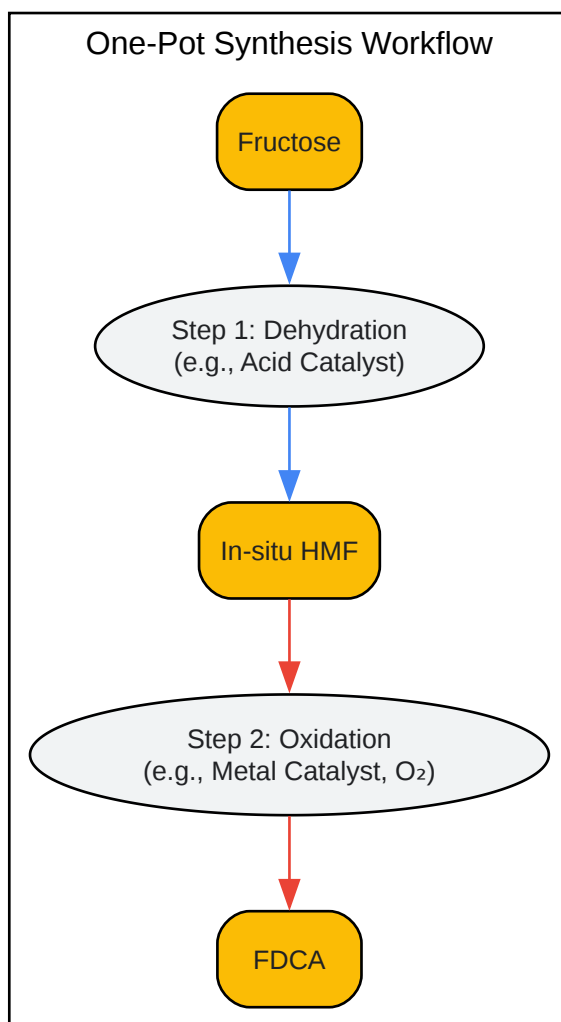 One-Pot Synthesis Workflow
Fructose
Step 1: Dehydration
(e.g., Acid Catalyst)
In-situ HMF
Step 2: Oxidation
(e.g., Metal Catalyst, O₂)
FDCA